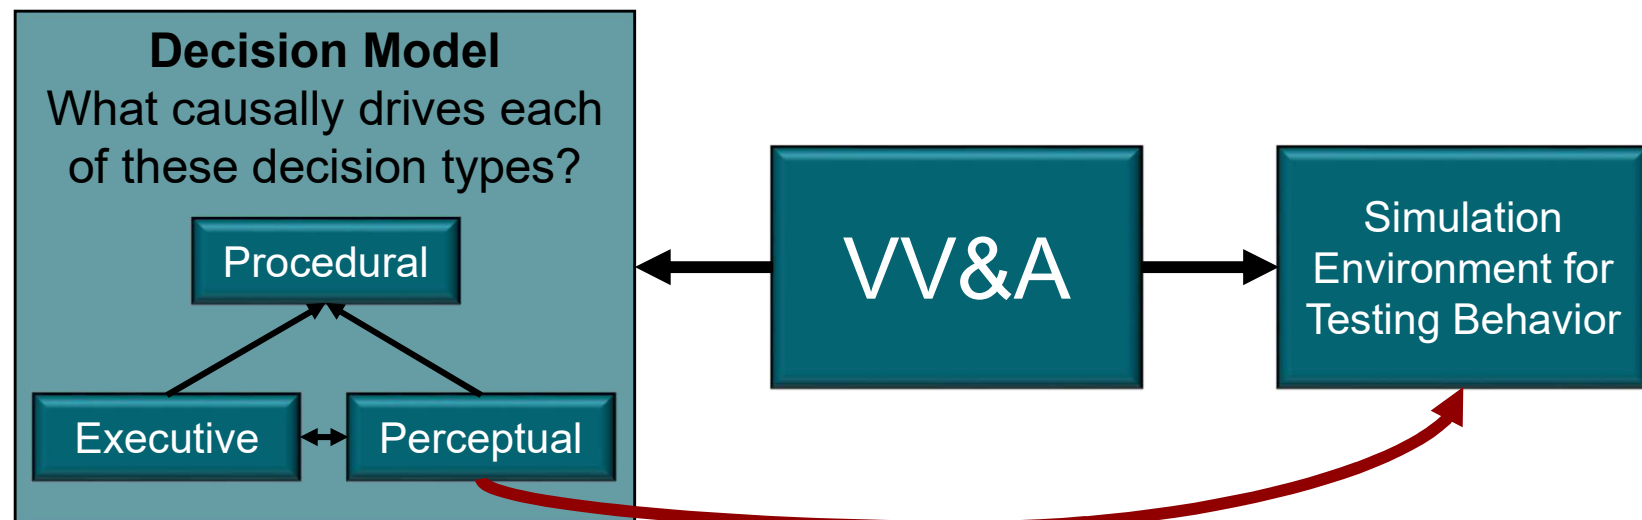 Decision Model
What causally drives each
of these decision types?
Procedural
Executive
Perceptual
VV&A
Simulation
Environment for
Testing Behavior